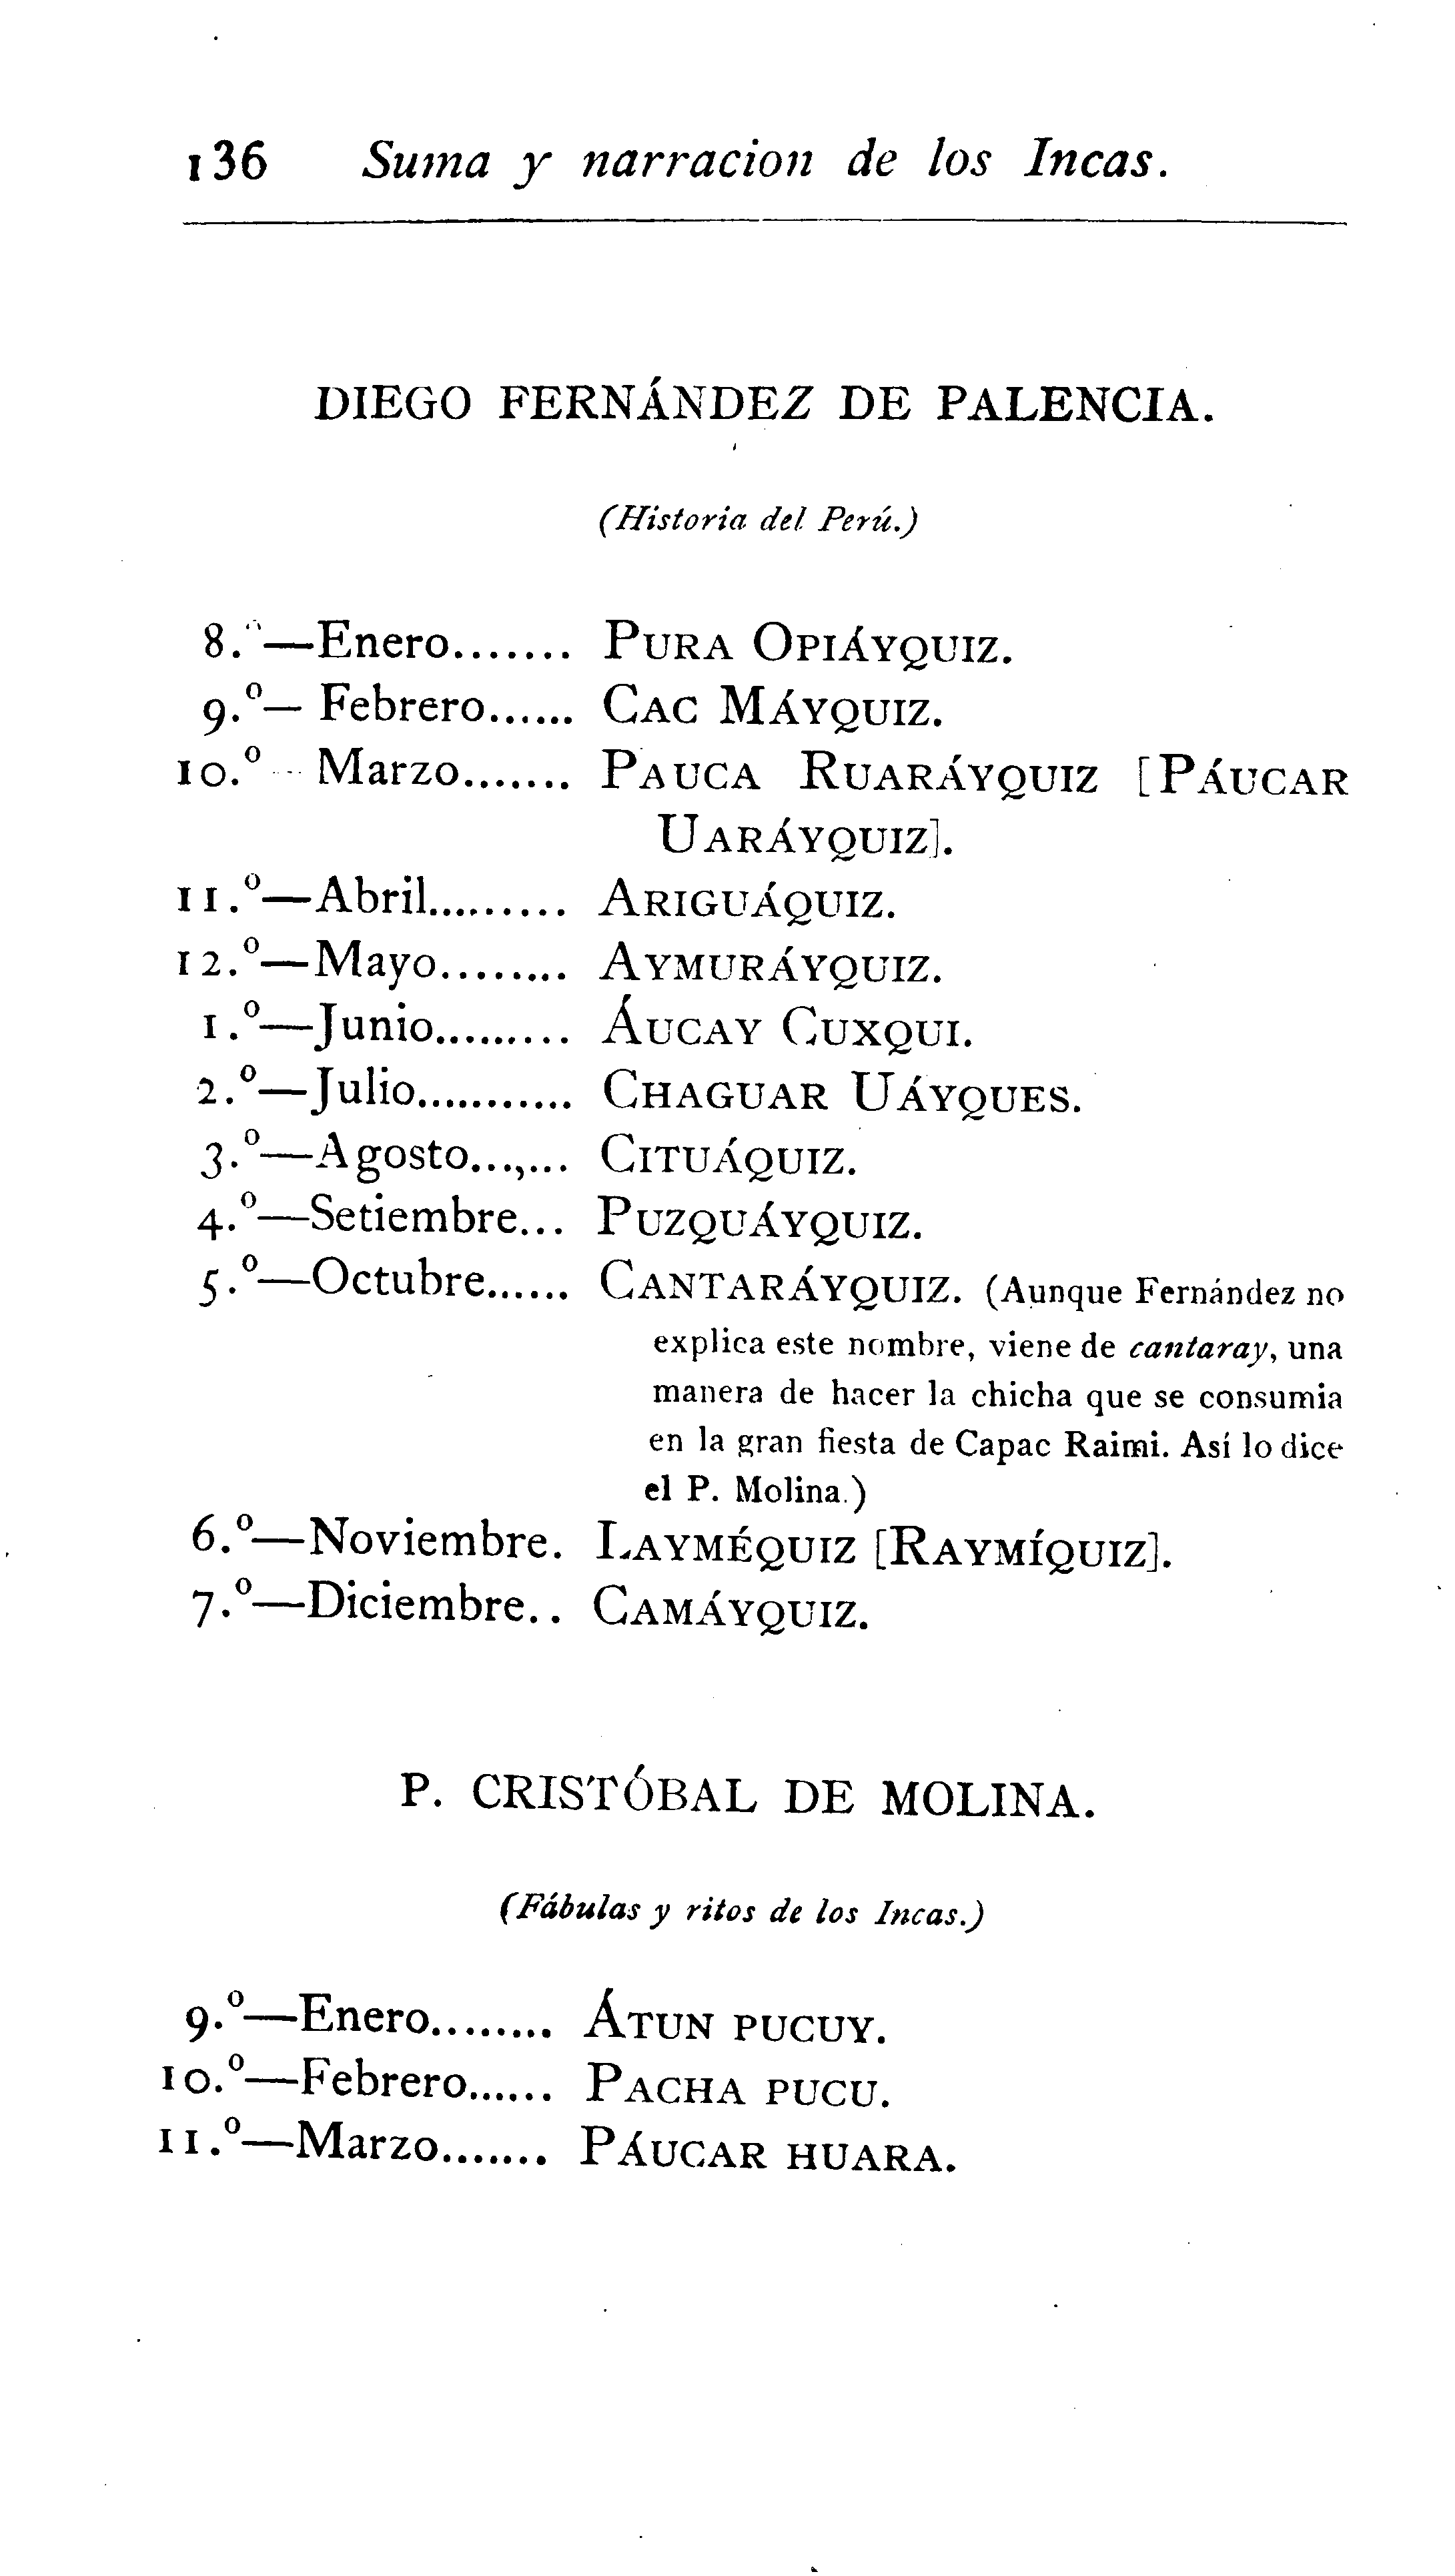 136 Suma y narracion de los Incas.
DIEGO FERNÁNDEZ DE PALENCIA.
(Historia del Perú.)
8.º—Enero....... PURA OPIÁYQUIZ.
9.º— Febrero...... CAC MÁYQUIZ.
10.º - Marzo....... PAUCA RUARÁYQUIZ [PÁUCAR
UARÁYQUIZ].
11.º—Abril.......... ARIGUÁQUIZ.
12.º—Mayo........ AYMURÁYQUIZ.
1.º—Junio......... ÁUCAY CUXQUI.
2.º—Julio........... CHAGUAR UÁYQUES.
3.º—Agosto...,... CITUÁQUIZ.
4.º—Setiembre... PUZQUÁYQUIZ.
5.º—Octubre...... CANTARÁYQUIZ. (Aunque Fernández no
explica este nombre, viene de cantaray, una
manera de hacer la chicha que se consumia
en la gran fiesta de Capac Raimi. Así lo dice
el P. Molina.)
6.º—Noviembre. LAYMÉQUIZ [RAYMÍQUIZ].
7.º—Diciembre.. CAMÁYQUIZ.
P. CRISTÓBAL DE MOLINA.
(Fábulas y ritos de los Incas.)
9.º—Enero........ ÁTUN PUCUY.
10.º—Febrero...... PACHA PUCU.
11.º—Marzo....... PÁUCAR HUARA.